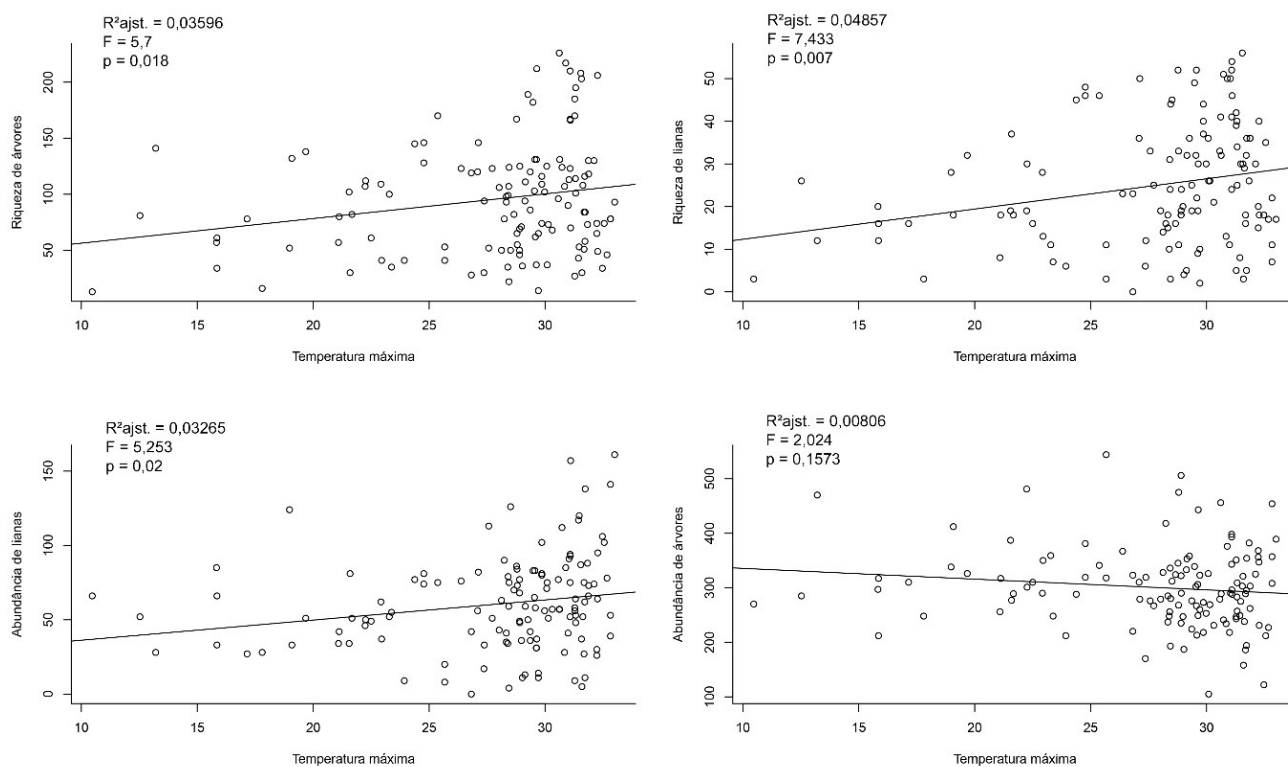 R²ajst. = 0,03596
F = 5,7
p = 0,018
Riqueza de árvores
50
100
150
200
10
15
20
25
30
Temperatura máxima
R²ajst. = 0,04857
F = 7,433
p = 0,007
Riqueza de lianas
0
10
20
30
40
50
10
15
20
25
30
Temperatura máxima
R²ajst. = 0,03265
F = 5,253
p = 0,02
Abundância de lianas
0
50
100
150
10
15
20
25
30
Temperatura máxima
R²ajst. = 0,00806
F = 2,024
p = 0,1573
Abundância de árvores
100
200
300
400
500
10
15
20
25
30
Temperatura máxima